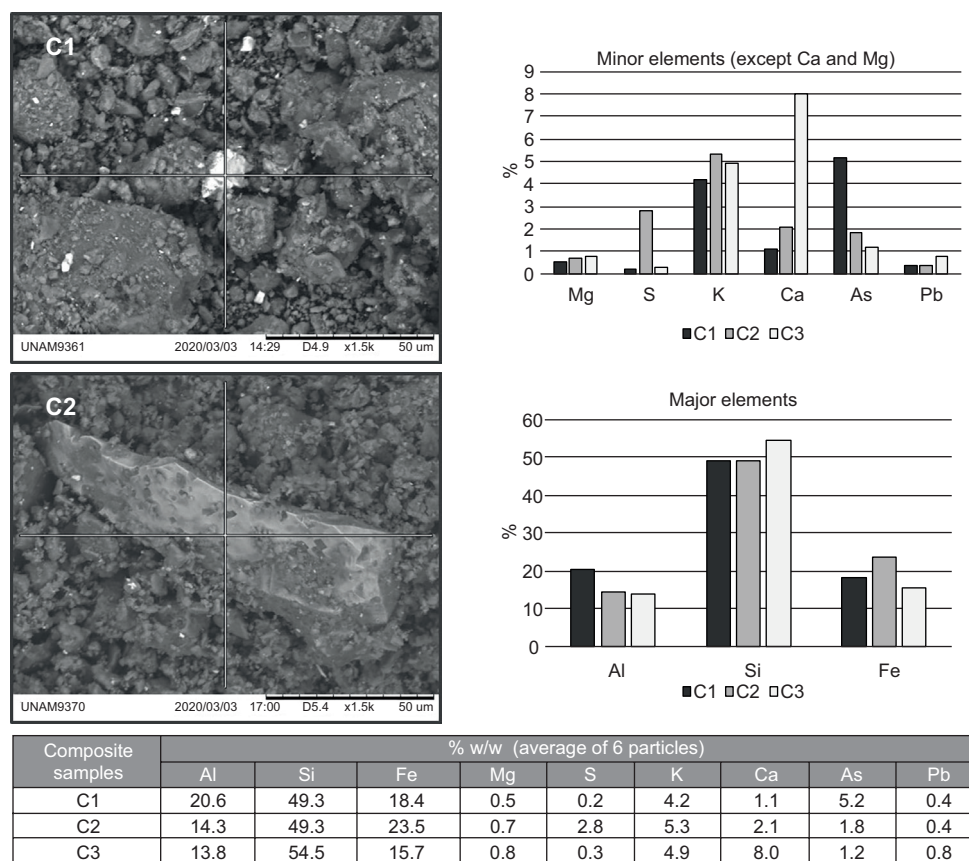 C1
UNAM9361 2020/03/03 14:29 D4.9 x1.5k 50 um
Minor elements (except Ca and Mg)
9
8
7
6
5
4
3
2
1
0
%
Mg S K Ca As Pb
C1 C2 C3
C2
UNAM9370 2020/03/03 17:00 D5.4 x1.5k 50 um
Major elements
60
50
40
30
20
10
0
%
Al Si Fe
C1 C2 C3
Composite samples % w/w (average of 6 particles)
Al Si Fe Mg S K Ca As Pb
C1 20.6 49.3 18.4 0.5 0.2 4.2 1.1 5.2 0.4
C2 14.3 49.3 23.5 0.7 2.8 5.3 2.1 1.8 0.4
C3 13.8 54.5 15.7 0.8 0.3 4.9 8.0 1.2 0.8